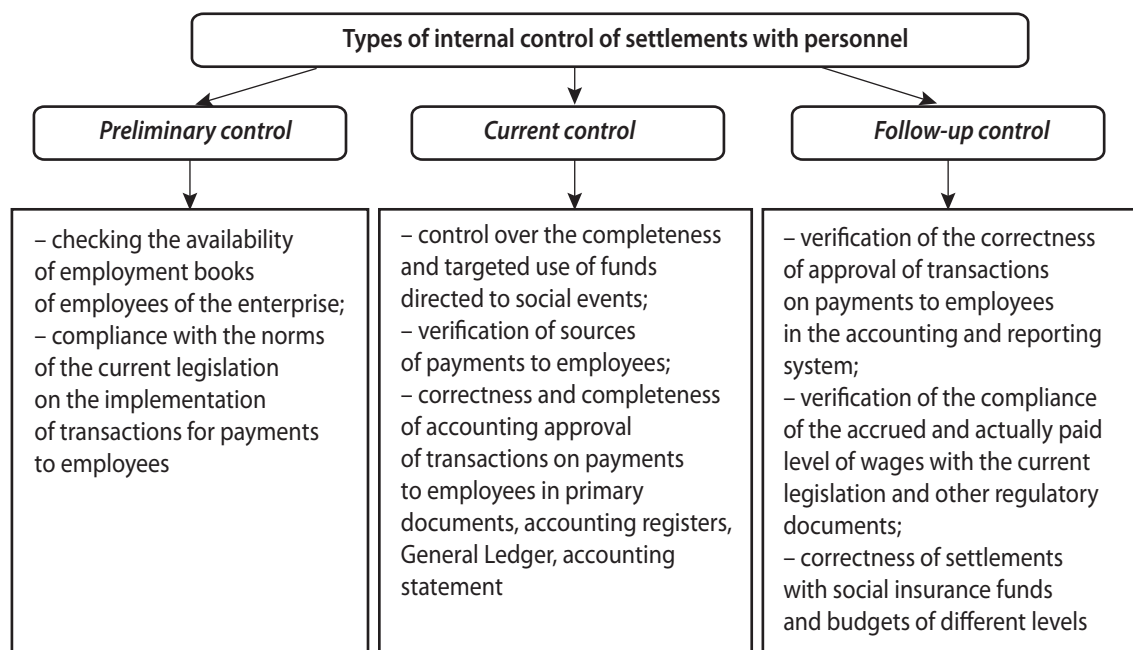 Types of internal control of settlements with personnel
Preliminary control
Current control
Follow-up control
– checking the availability
of employment books
of employees of the enterprise;
– compliance with the norms
of the current legislation
on the implementation
of transactions for payments
to employees
– control over the completeness
and targeted use of funds
directed to social events;
– verification of sources
of payments to employees;
– correctness and completeness
of accounting approval
of transactions on payments
to employees in primary
documents, accounting registers,
General Ledger, accounting
statement
– verification of the correctness
of approval of transactions
on payments to employees
in the accounting and reporting
system;
– verification of the compliance
of the accrued and actually paid
level of wages with the current
legislation and other regulatory
documents;
– correctness of settlements
with social insurance funds
and budgets of different levels